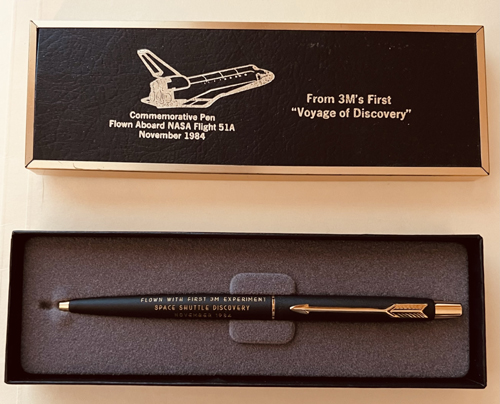 Commemorative Pen
Flown Aboard NASA Flight 51A
November 1984
From 3M's First
"Voyage of Discovery"
FLOWN WITH FIRST 3M EXPERIMENT
SPACE SHUTTLE DISCOVERY
NOVEMBER 1984